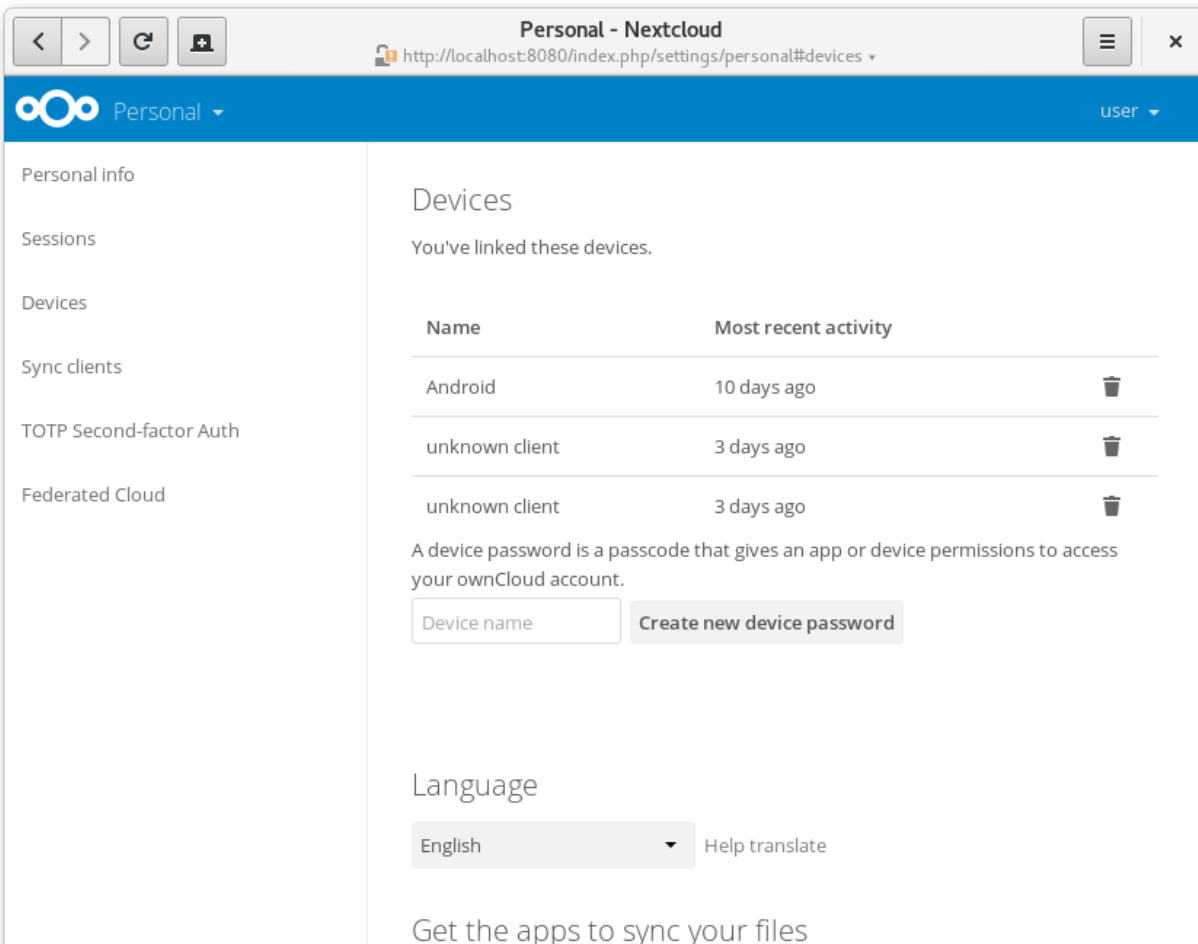 Personal - Nextcloud
http://localhost:8080/index.php/settings/personal#devices
Personal
user
Personal info
Sessions
Devices
Sync clients
TOTP Second-factor Auth
Federated Cloud
Devices
You've linked these devices.
Name Most recent activity
Android 10 days ago
unknown client 3 days ago
unknown client 3 days ago
A device password is a passcode that gives an app or device permissions to access
your ownCloud account.
Device name Create new device password
Language
English Help translate
Get the apps to sync your files